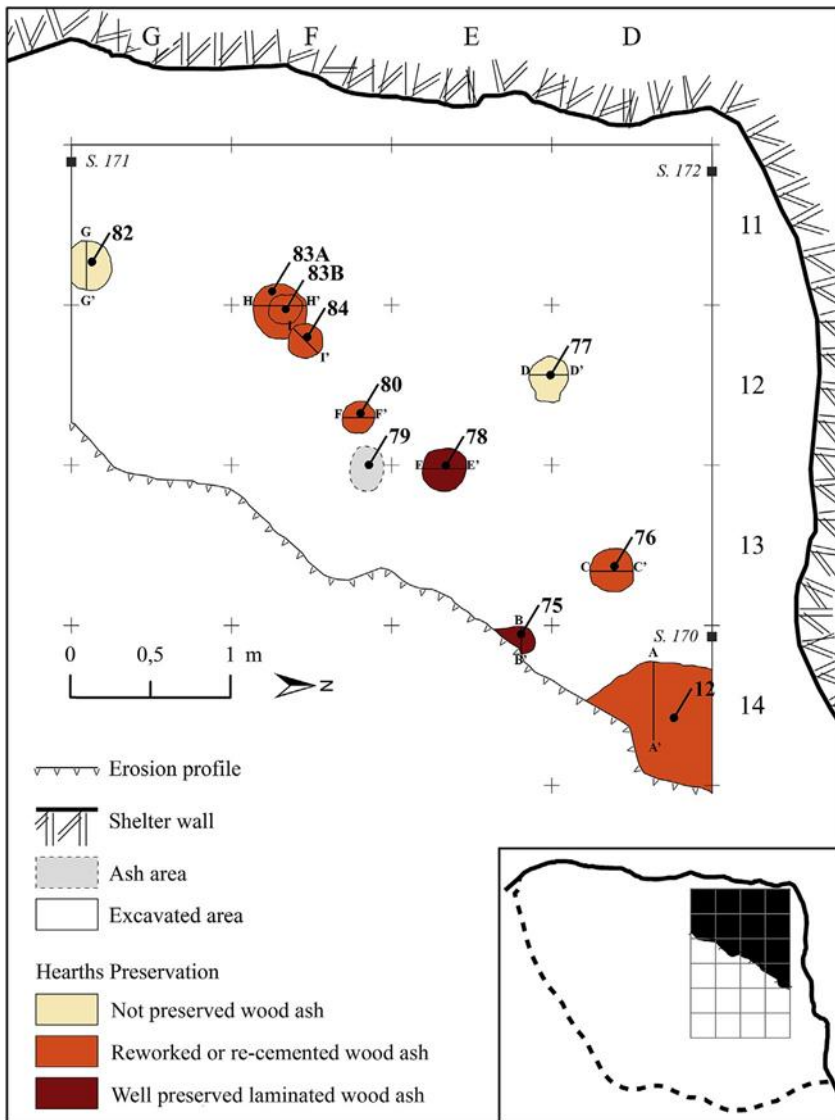 G F E D
S. 171
S. 172
11
G
82
G'
83A
83B
H H'
84
I
I'
77
D D'
12
80
F F'
79
78
E E'
76
C C'
13
75
B
B'
S. 170
A
12
A'
14
0 0,5 1 m
N
Erosion profile
Shelter wall
Ash area
Excavated area
Hearths Preservation
Not preserved wood ash
Reworked or re-cemented wood ash
Well preserved laminated wood ash